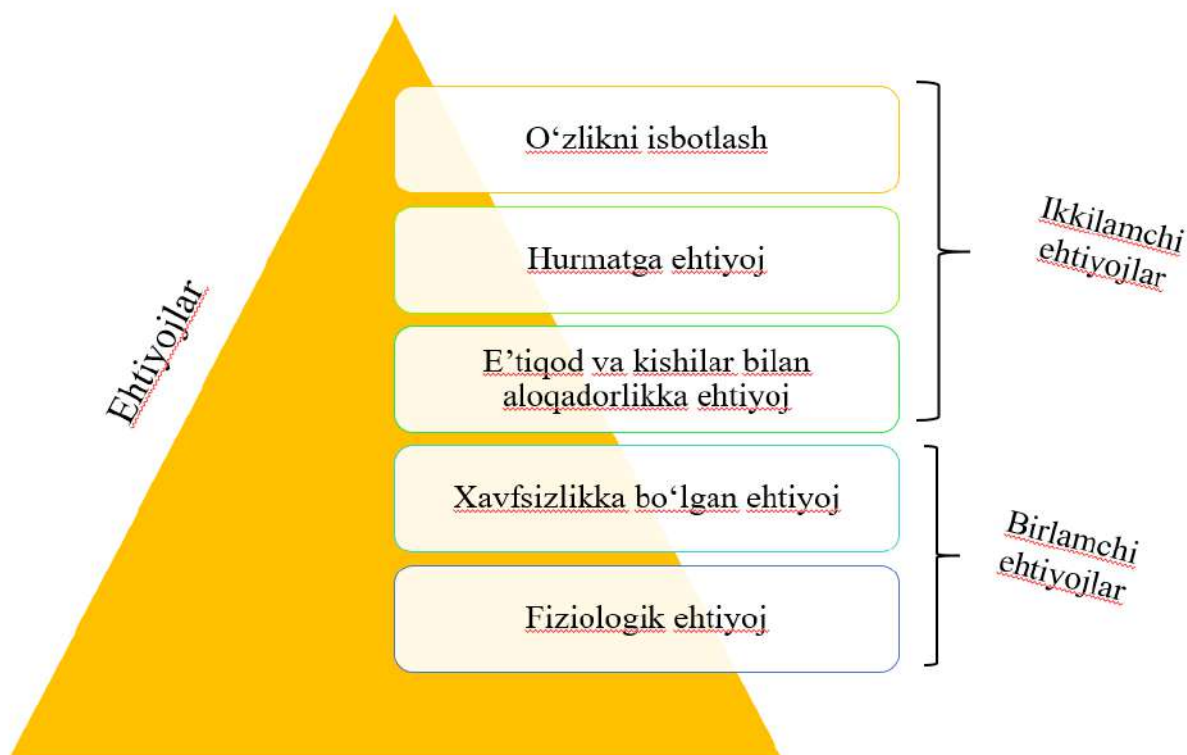 O‘zlikni isbotlash
Hurmatga ehtiyoj
E’tiqod va kishilar bilan
aloqadorlikka ehtiyoj
Xavfsizlikka bo‘lgan ehtiyoj
Fiziologik ehtiyoj
Ehtiyojlar
Ikkilamchi
ehtiyojlar
Birlamchi
ehtiyojlar